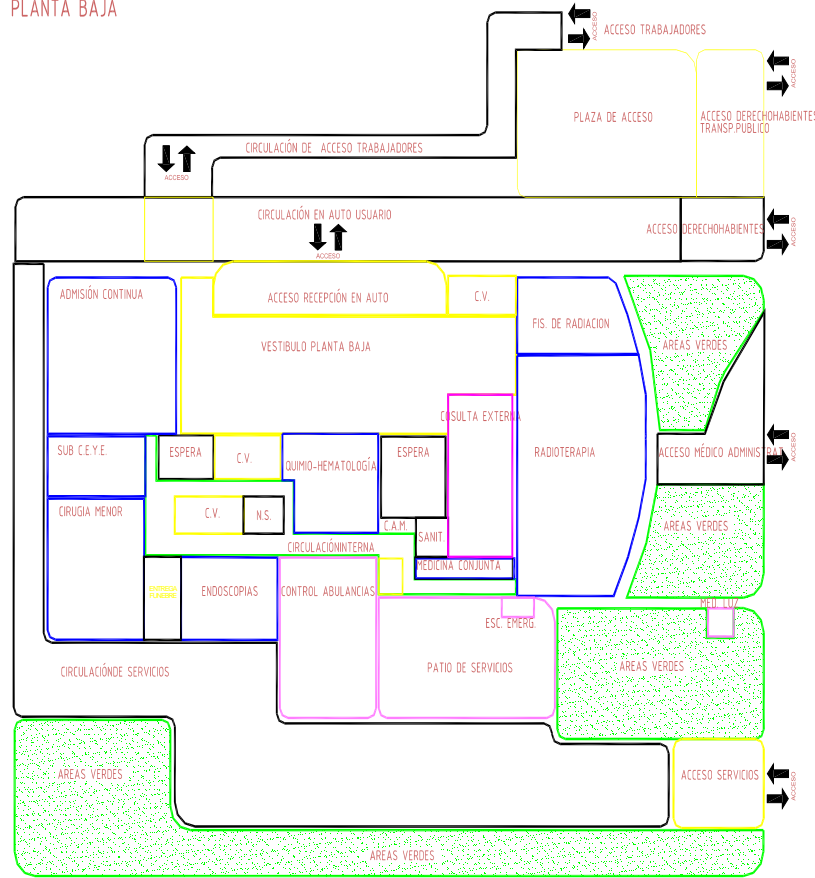 PLANTA BAJA
ACCESO
ACCESO TRABAJADORES
ACCESO
PLAZA DE ACCESO
ACCESO DERECHOHABIENTES
TRANSP.PUBLICO
CIRCULACIÓN DE ACCESO TRABAJADORES
ACCESO
CIRCULACIÓN EN AUTO USUARIO
ACCESO DERECHOHABIENTES
ACCESO
ACCESO
ADMISIÓN CONTINUA
ACCESO RECEPCIÓN EN AUTO
C.V.
FIS. DE RADIACION
VESTIBULO PLANTA BAJA
AREAS VERDES
COSULTA EXTERNA
SUB C.E.Y.E.
ESPERA
C.V.
QUIMIO-HEMATOLOGÍA
ESPERA
RADIOTERAPIA
ACCESO MÉDICO ADMINISTRAT
ACCESO
CIRUGIA MENOR
C.V.
N.S.
C.A.M.
SANIT.
AREAS VERDES
CIRCULACIÓNINTERNA
MEDICINA CONJUNTA
ENDOSCOPIAS
CONTROL ABULANCIAS
MED. LUZ
ESC. EMERG.
CIRCULACIÓNDE SERVICIOS
PATIO DE SERVICIOS
AREAS VERDES
AREAS VERDES
ACCESO SERVICIOS
ACCESO
AREAS VERDES